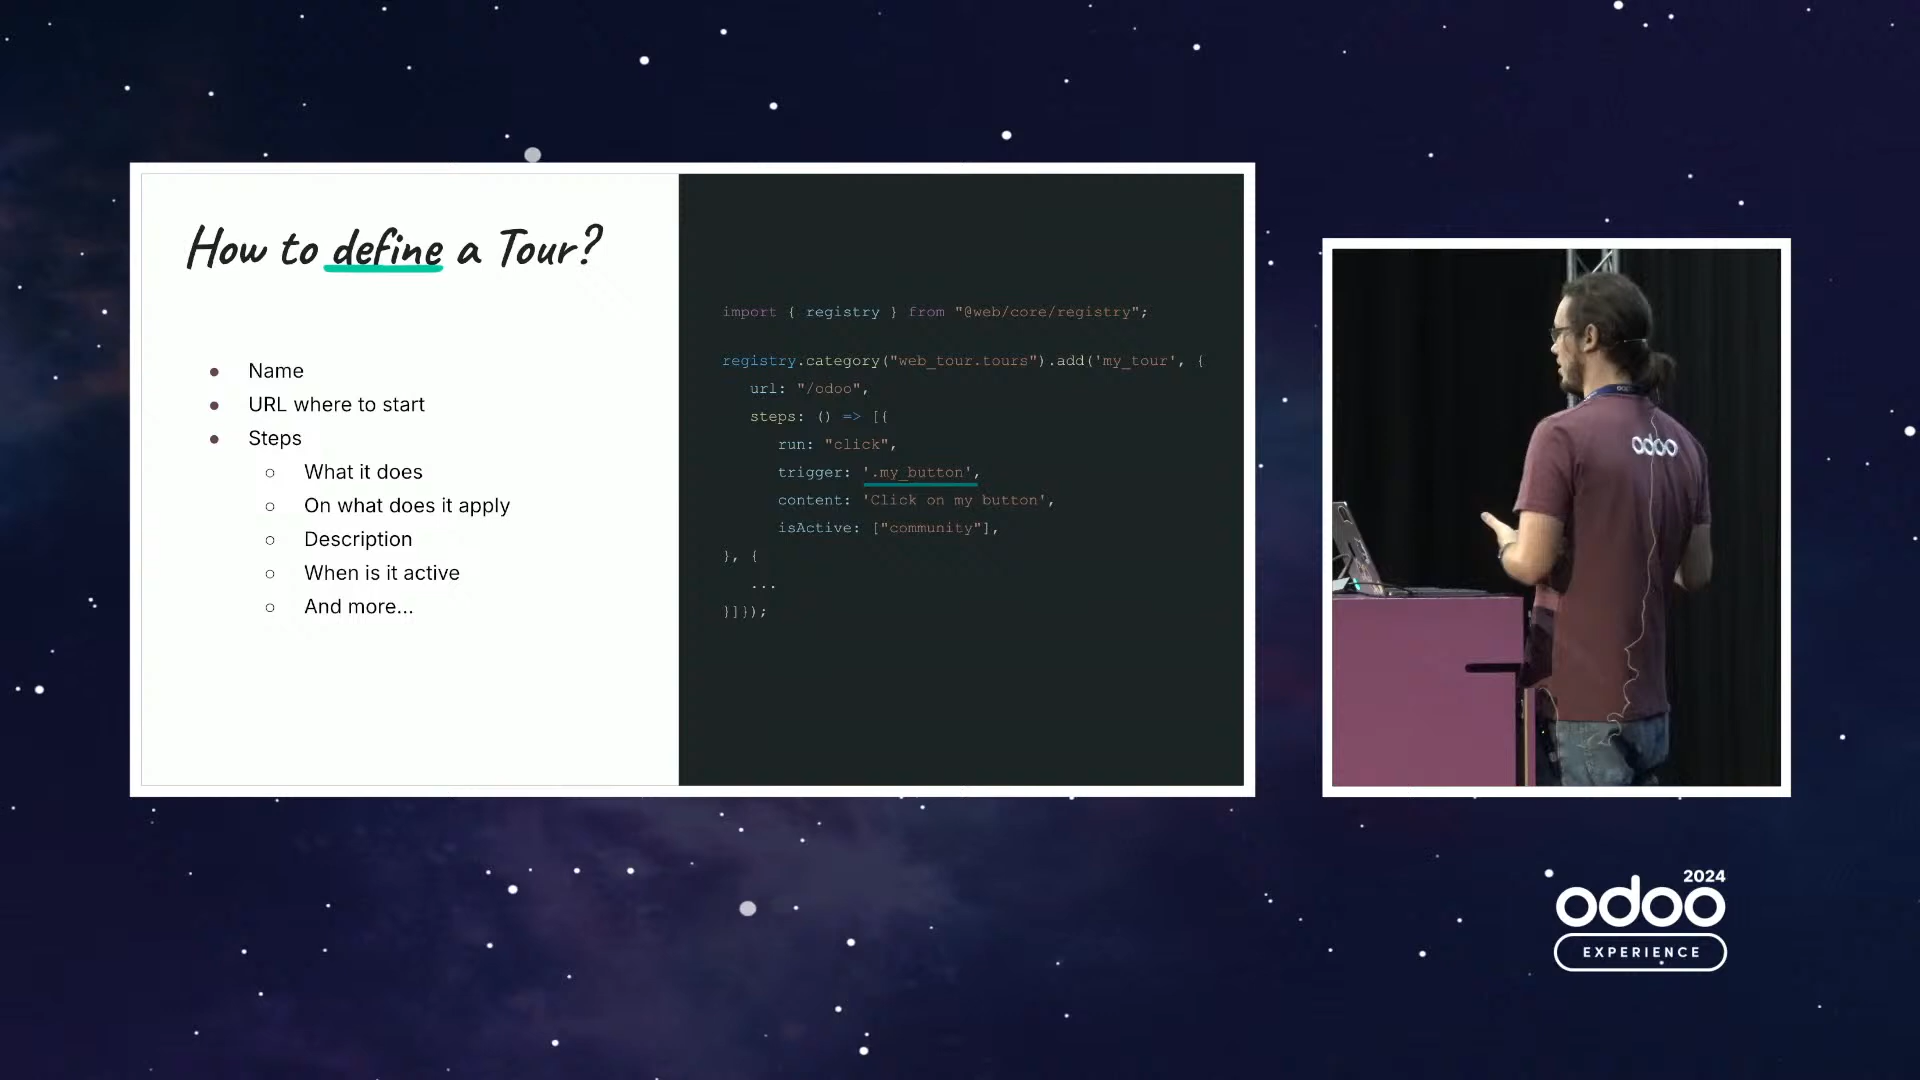 How to define a Tour?
Name
URL where to start
Steps
What it does
On what does it apply
Description
When is it active
And more...
import { registry } from "@web/core/registry";
registry.category("web_tour.tours").add('my_tour', {
url: "/odoo",
steps: () => [{
run: "click",
trigger: '.my_button',
content: 'Click on my button',
isActive: ["community"],
}, {
...
}]});
odoo
2024
odoo
EXPERIENCE